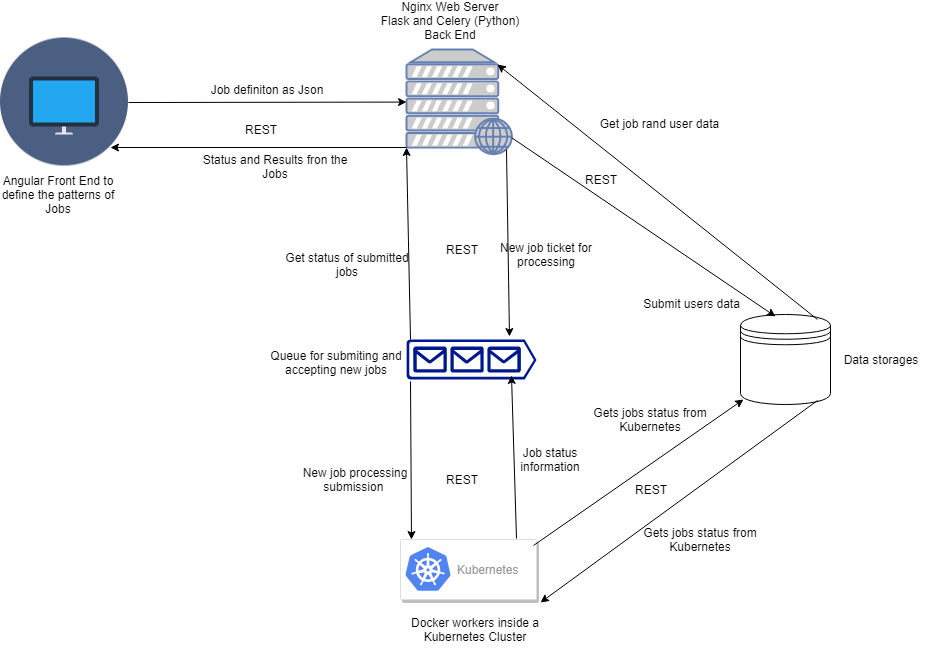 Nginx Web Server
Flask and Celery (Python)
Back End
Job definiton as Json
REST
Status and Results fron the
Jobs
Angular Front End to
define the patterns of
Jobs
Get job rand user data
REST
Get status of submitted
jobs
REST
New job ticket for
processing
Submit users data
Queue for submiting and
accepting new jobs
Data storages
Gets jobs status from
Kubernetes
New job processing
submission
REST
Job status
information
REST
Gets jobs status from
Kubernetes
Kubernetes
Docker workers inside a
Kubernetes Cluster